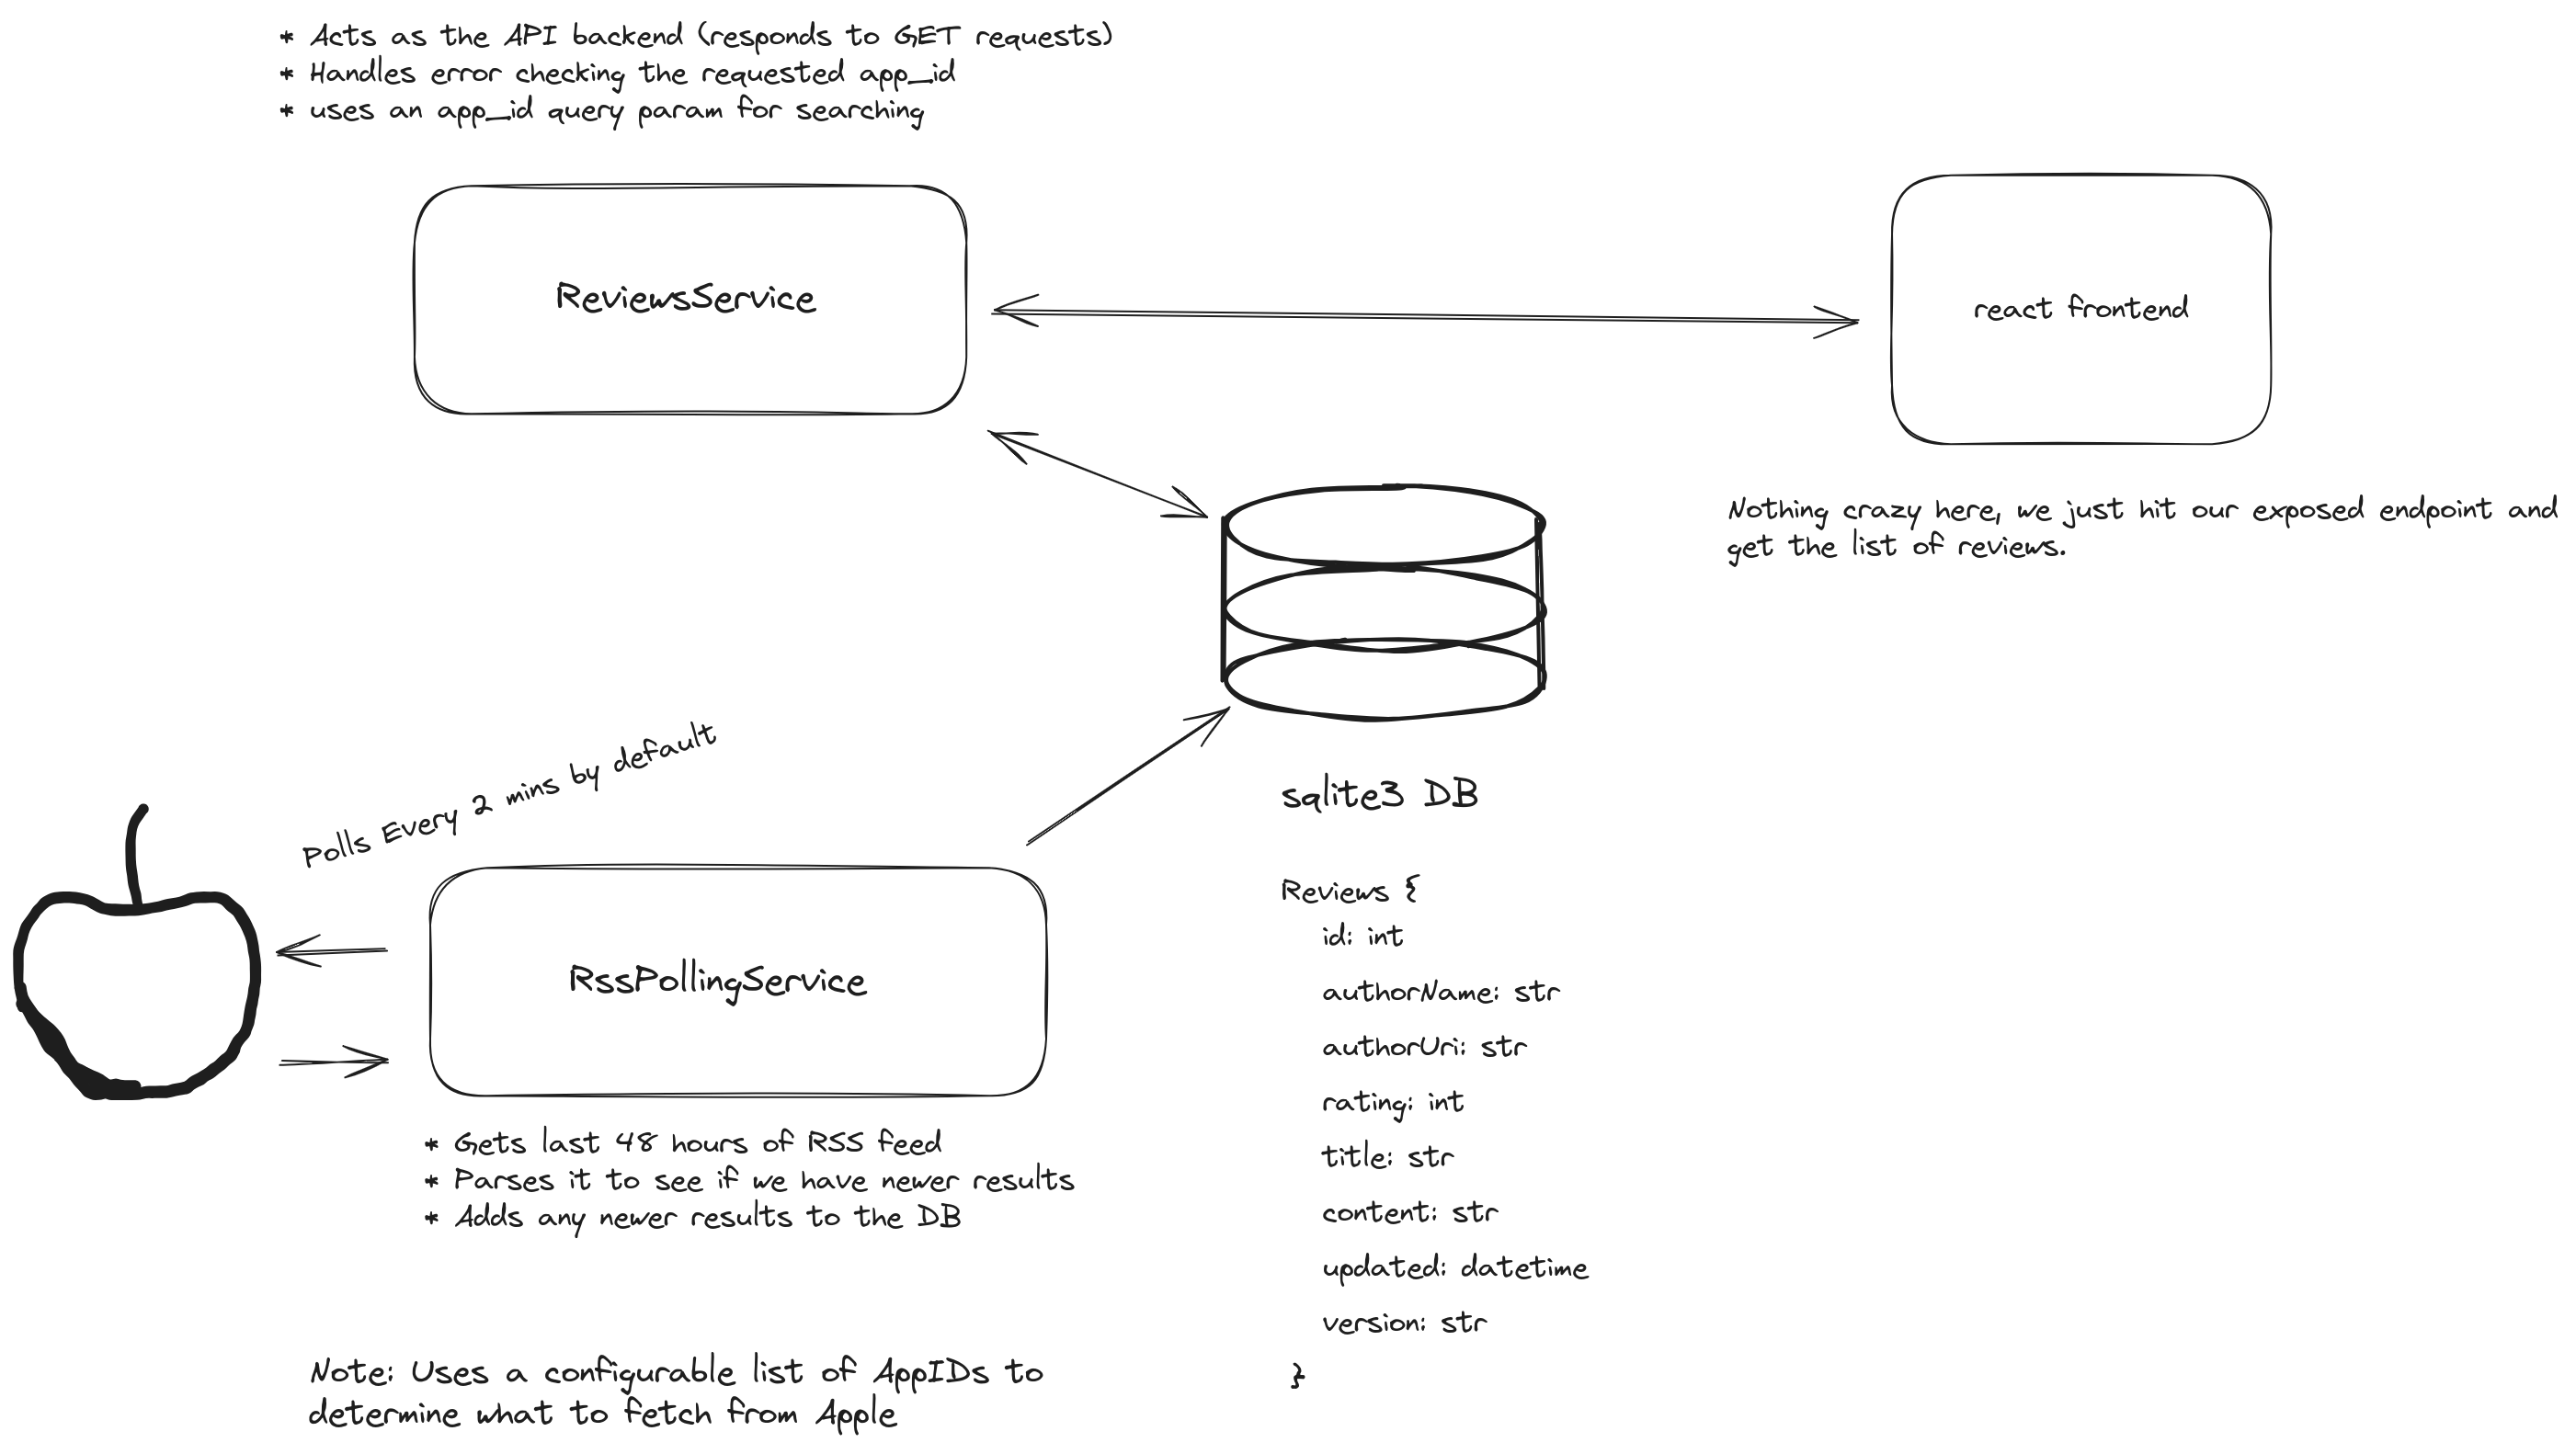 * Acts as the API backend (responds to GET requests)
* Handles error checking the requested app_id
* uses an app_id query param for searching
ReviewsService
react frontend
Nothing crazy here, we just hit our exposed endpoint and
get the list of reviews.
Polls Every 2 mins by default
RssPollingService
* Gets last 48 hours of RSS feed
* Parses it to see if we have newer results
* Adds any newer results to the DB
Note: Uses a configurable list of AppIDs to
determine what to fetch from Apple
sqlite3 DB
Reviews {
id: int
authorName: str
authorUri: str
rating: int
title: str
content: str
updated: datetime
version: str
}